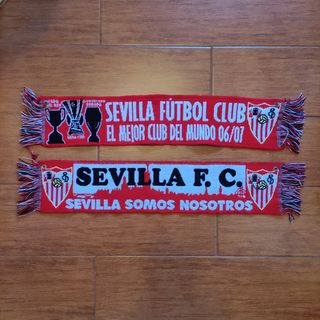 SEVILLA FÚTBOL CLUB
EL MEJOR CLUB DEL MUNDO 06/07
SEVILLA F. C.
SEVILLA SOMOS NOSOTROS